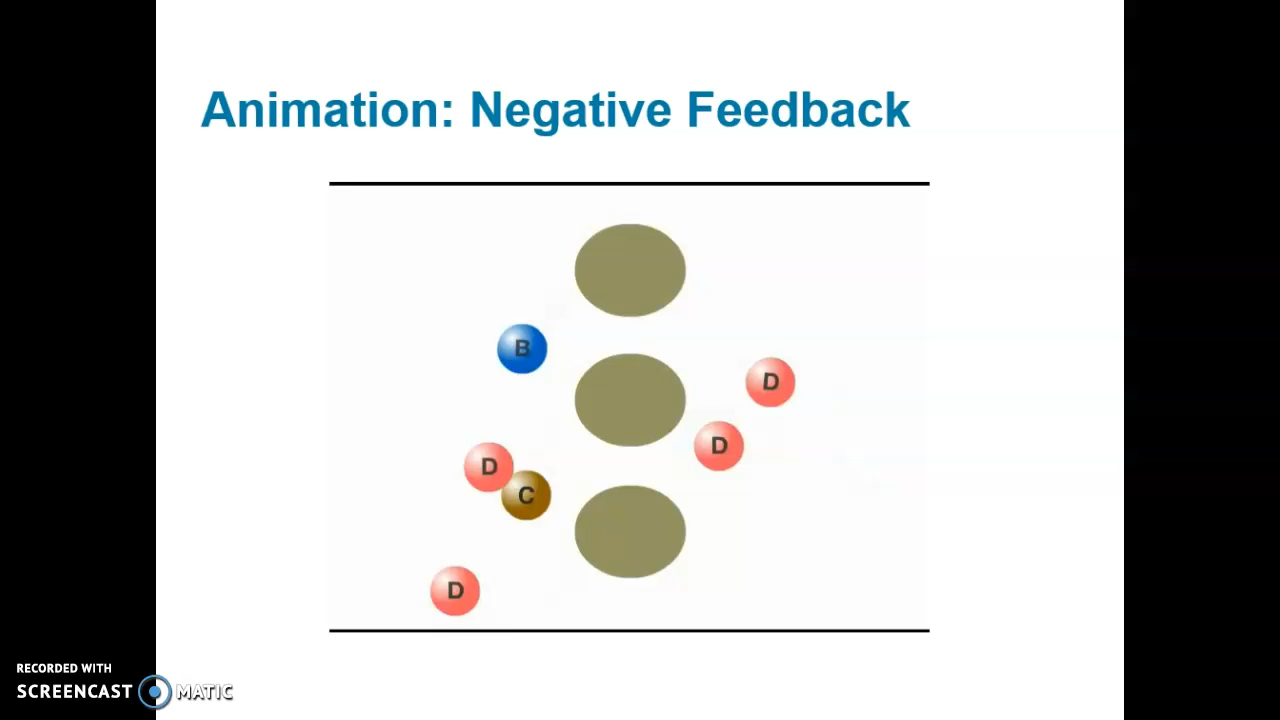 Animation: Negative Feedback
B
D
D
D
C
D
RECORDED WITH
SCREENCAST MATIC